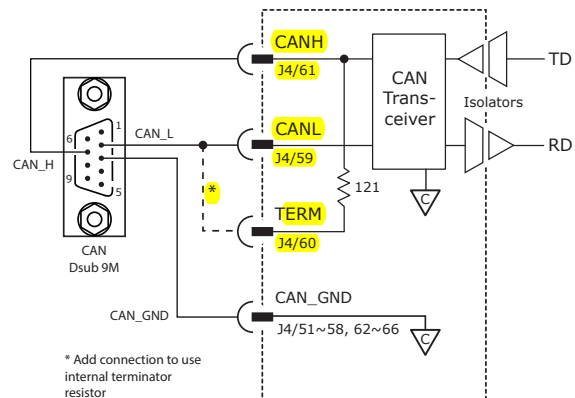 CANH
J4/61
TD
CAN
Trans-
ceiver
Isolators
6
1
CAN_L
CANL
J4/59
RD
CAN_H
9
5
*
121
C
TERM
J4/60
CAN
Dsub 9M
CAN_GND
CAN_GND
J4/51~58, 62~66
C
* Add connection to use
internal terminator
resistor